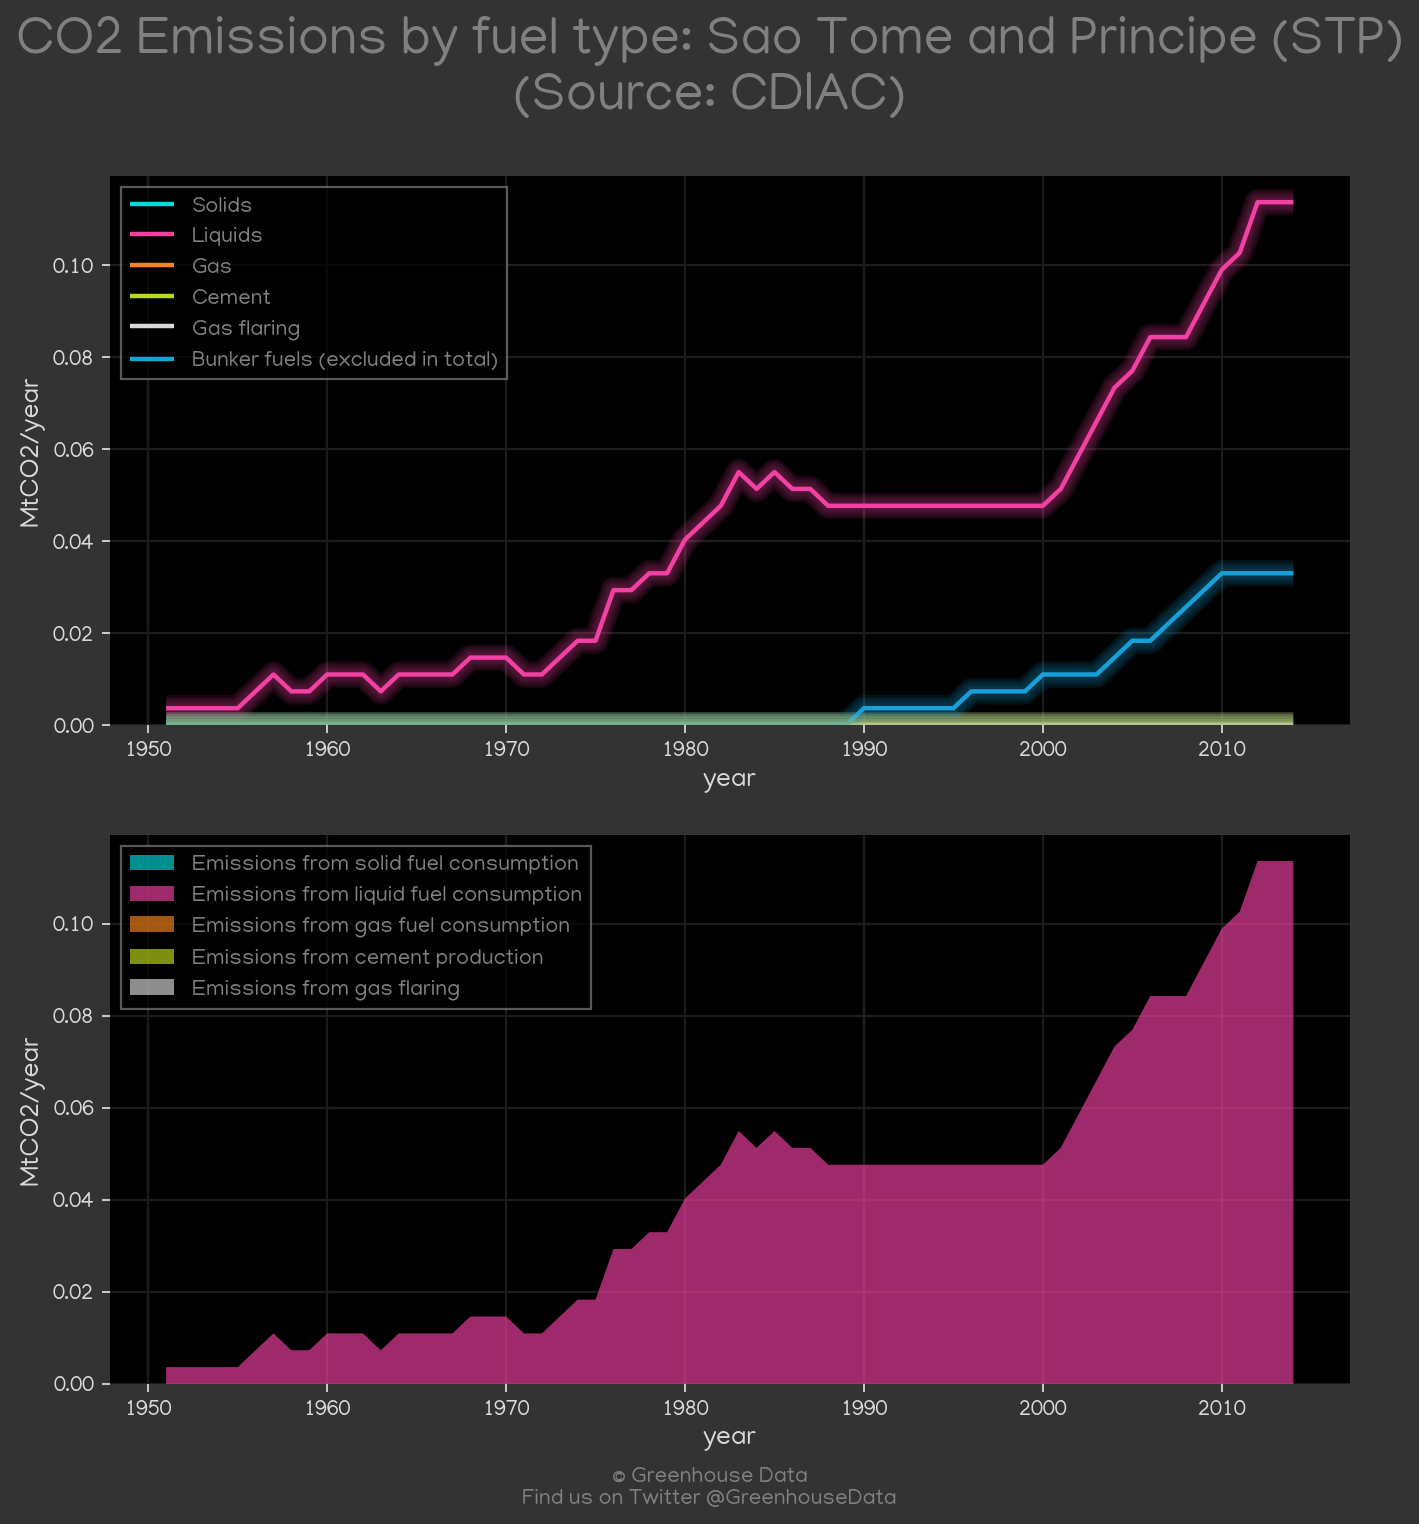 CO2 Emissions by fuel type: Sao Tome and Principe (STP)
(Source: CDIAC)
Solids
Liquids
Gas
Cement
Gas flaring
Bunker fuels (excluded in total)
0.10
0.08
0.06
0.04
0.02
0.00
MtCO2/year
1950 1960 1970 1980 1990 2000 2010
year
Emissions from solid fuel consumption
Emissions from liquid fuel consumption
Emissions from gas fuel consumption
Emissions from cement production
Emissions from gas flaring
0.10
0.08
0.06
0.04
0.02
0.00
MtCO2/year
1950 1960 1970 1980 1990 2000 2010
year
© Greenhouse Data
Find us on Twitter @GreenhouseData